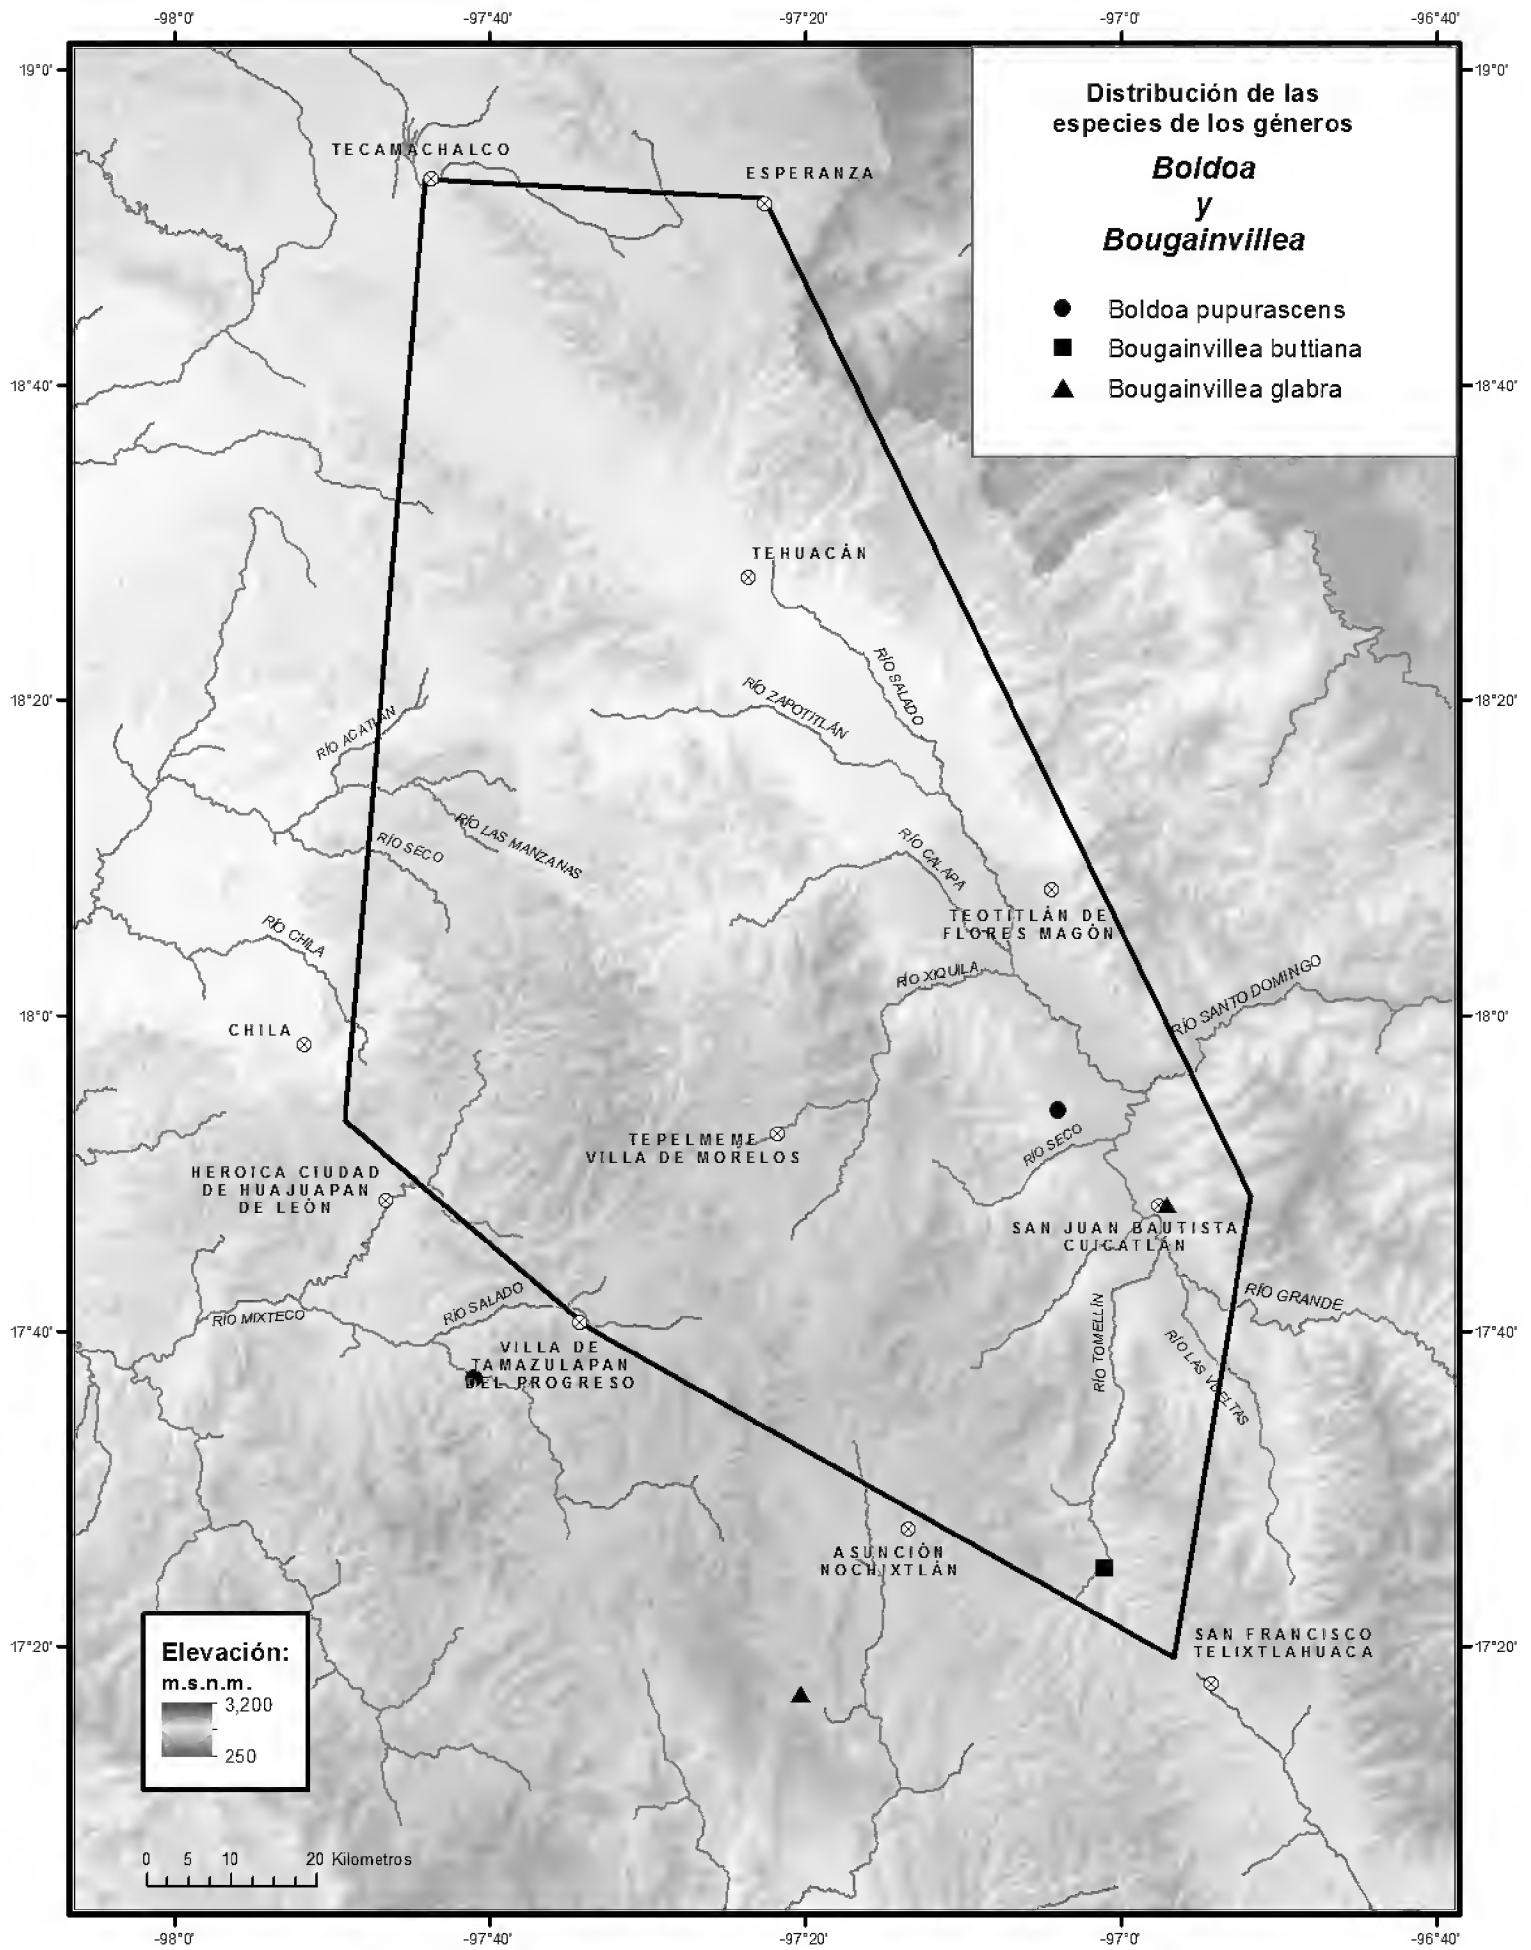 -98°0'
-97°40'
-97°20'
-97°0'
-96°40'
19°0'
19°0'
Distribución de las
especies de los géneros
Boldoa
y
Bougainvillea
Boldoa pupurascens
Bougainvillea buttiana
Bougainvillea glabra
TECAMACHALCO
ESPERANZA
18°40'
18°40'
TEHUACÁN
RÍO SALADO
18°20'
18°20'
RÍO ZAPOTITLÁN
RÍO ACATLÁN
RÍO LAS MANZANAS
RÍO SECO
RÍO CALAPA
TEOTITLÁN DE
FLORES MAGÓN
RÍO CHILA
RÍO XIQUILA
RÍO SANTO DOMINGO
18°0'
18°0'
CHILA
TEPELMEME
VILLA DE MORELOS
RÍO SECO
HEROICA CIUDAD
DE HUAJUAPAN
DE LEÓN
SAN JUAN BAUTISTA
CUICATLÁN
RÍO GRANDE
RÍO SALADO
RÍO MIXTECO
17°40'
17°40'
VILLA DE
TAMAZULAPAN
DEL PROGRESO
RÍO TOMELLÍN
RÍO LAS VUELTAS
ASUNCIÓN
NOCHIXTLÁN
SAN FRANCISCO
TELIXTLAHUACA
17°20'
17°20'
Elevación:
m.s.n.m.
3,200
250
0 5 10 20 Kilometros
-98°0'
-97°40'
-97°20'
-97°0'
-96°40'